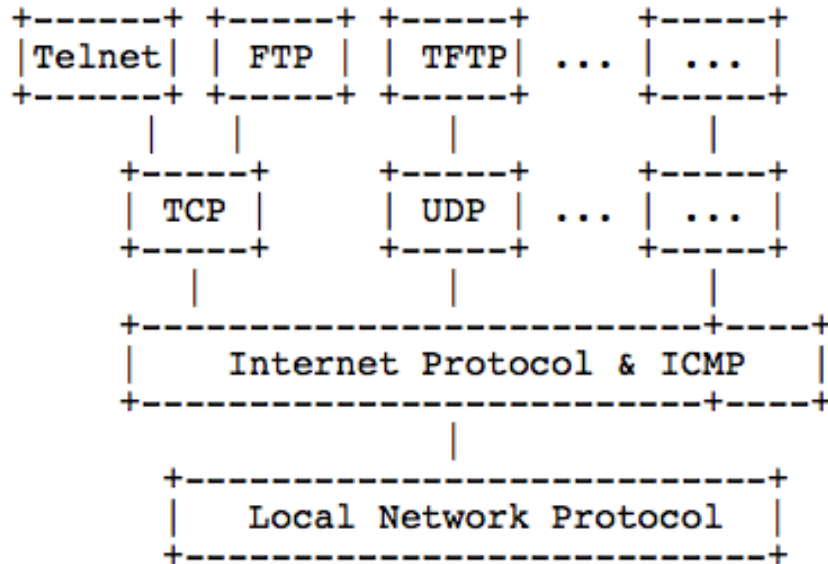 +------+ +-----+ +-----+     +-----+
|Telnet| | FTP | | TFTP| ... | ... |
+------+ +-----+ +-----+     +-----+
      |   |         |           |
     +-----+     +-----+     +-----+
     | TCP |     | UDP | ... | ... |
     +-----+     +-----+     +-----+
        |           |           |
     +--------------------------+----+
     |    Internet Protocol & ICMP   |
     +--------------------------+----+
                    |
       +---------------------------+
       |   Local Network Protocol  |
       +---------------------------+